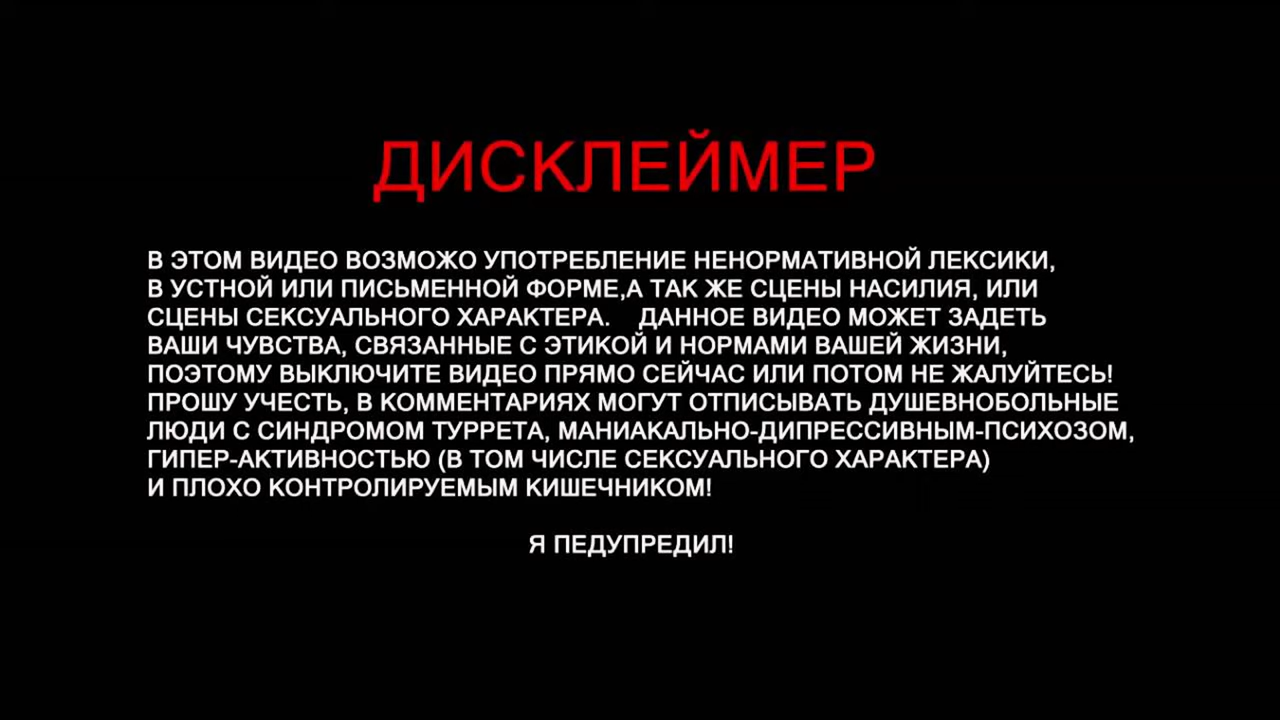 ДИСКЛЕЙМЕР
В ЭТОМ ВИДЕО ВОЗМОЖО УПОТРЕБЛЕНИЕ НЕНОРМАТИВНОЙ ЛЕКСИКИ,
В УСТНОЙ ИЛИ ПИСЬМЕННОЙ ФОРМЕ,А ТАК ЖЕ СЦЕНЫ НАСИЛИЯ, ИЛИ
СЦЕНЫ СЕКСУАЛЬНОГО ХАРАКТЕРА. ДАННОЕ ВИДЕО МОЖЕТ ЗАДЕТЬ
ВАШИ ЧУВСТВА, СВЯЗАННЫЕ С ЭТИКОЙ И НОРМАМИ ВАШЕЙ ЖИЗНИ,
ПОЭТОМУ ВЫКЛЮЧИТЕ ВИДЕО ПРЯМО СЕЙЧАС ИЛИ ПОТОМ НЕ ЖАЛУЙТЕСЬ!
ПРОШУ УЧЕСТЬ, В КОММЕНТАРИЯХ МОГУТ ОТПИСЫВАТЬ ДУШЕВНОБОЛЬНЫЕ
ЛЮДИ С СИНДРОМОМ ТУРРЕТА, МАНИАКАЛЬНО-ДИПРЕССИВНЫМ-ПСИХОЗОМ,
ГИПЕР-АКТИВНОСТЬЮ (В ТОМ ЧИСЛЕ СЕКСУАЛЬНОГО ХАРАКТЕРА)
И ПЛОХО КОНТРОЛИРУЕМЫМ КИШЕЧНИКОМ!
Я ПЕДУПРЕДИЛ!